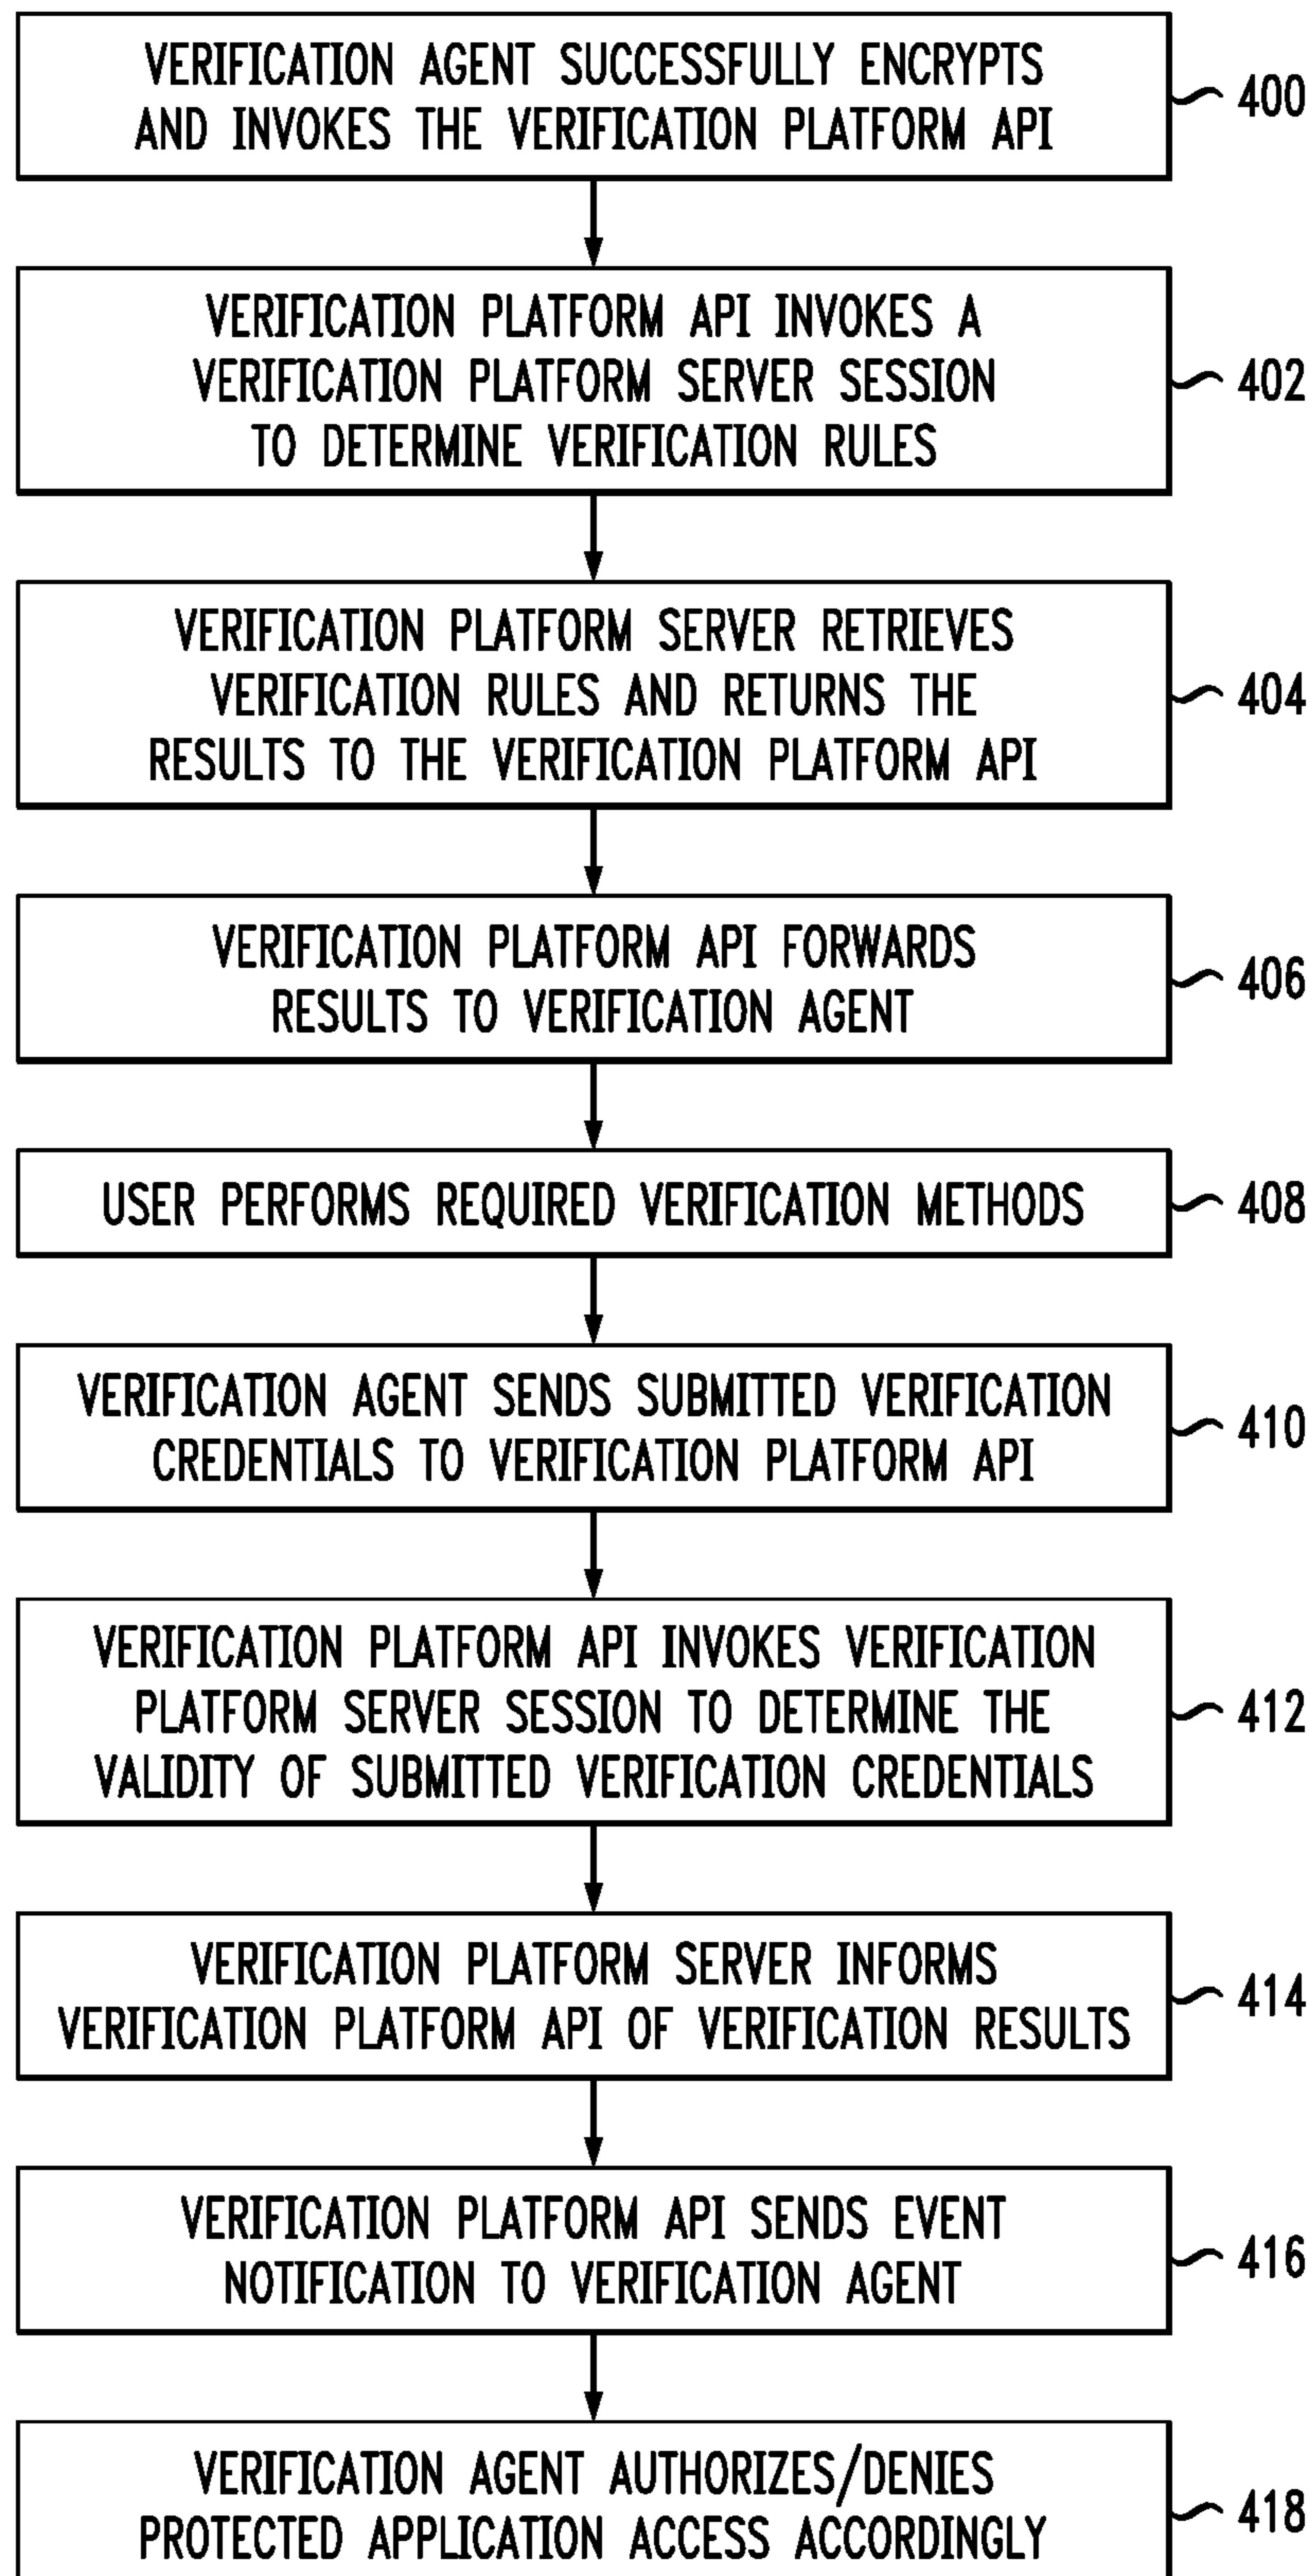 VERIFICATION AGENT SUCCESSFULLY ENCRYPTS
AND INVOKES THE VERIFICATION PLATFORM API
400
VERIFICATION PLATFORM API INVOKES A
VERIFICATION PLATFORM SERVER SESSION
TO DETERMINE VERIFICATION RULES
402
VERIFICATION PLATFORM SERVER RETRIEVES
VERIFICATION RULES AND RETURNS THE
RESULTS TO THE VERIFICATION PLATFORM API
404
VERIFICATION PLATFORM API FORWARDS
RESULTS TO VERIFICATION AGENT
406
USER PERFORMS REQUIRED VERIFICATION METHODS
408
VERIFICATION AGENT SENDS SUBMITTED VERIFICATION
CREDENTIALS TO VERIFICATION PLATFORM API
410
VERIFICATION PLATFORM API INVOKES VERIFICATION
PLATFORM SERVER SESSION TO DETERMINE THE
VALIDITY OF SUBMITTED VERIFICATION CREDENTIALS
412
VERIFICATION PLATFORM SERVER INFORMS
VERIFICATION PLATFORM API OF VERIFICATION RESULTS
414
VERIFICATION PLATFORM API SENDS EVENT
NOTIFICATION TO VERIFICATION AGENT
416
VERIFICATION AGENT AUTHORIZES/DENIES
PROTECTED APPLICATION ACCESS ACCORDINGLY
418